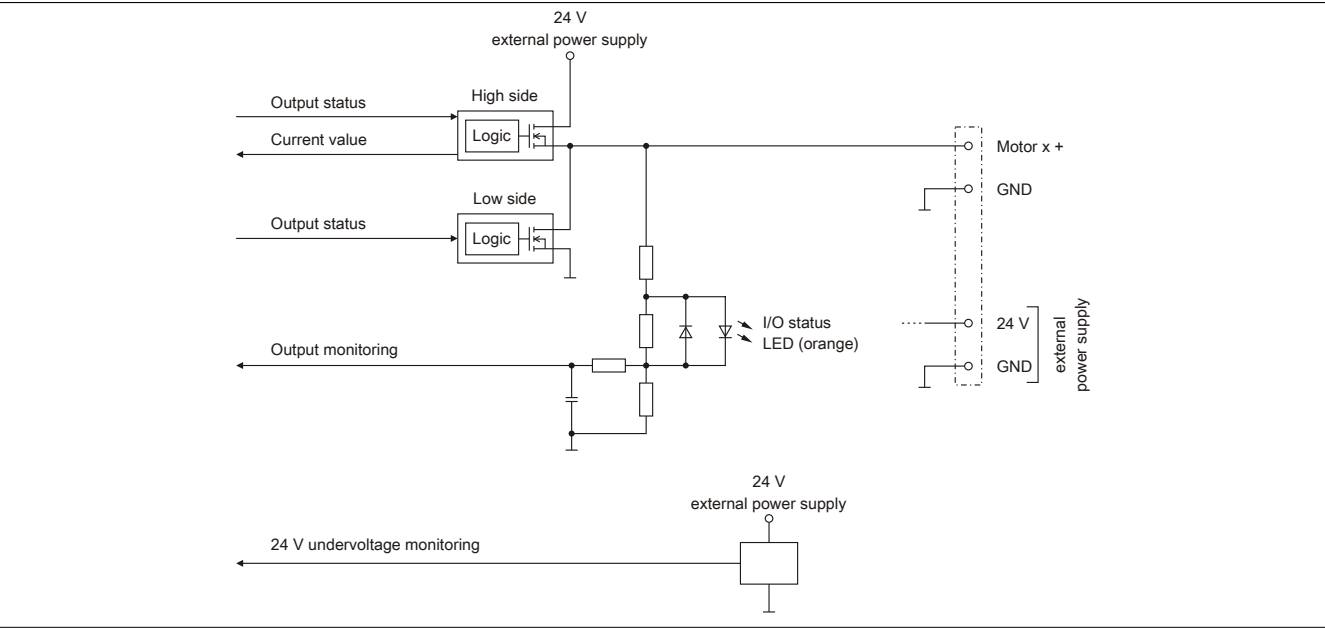 24 V
external power supply
High side
Output status
Logic
Current value
Motor x +
GND
Low side
Output status
Logic
I/O status
LED (orange)
24 V
GND
external
power supply
Output monitoring
24 V
external power supply
24 V undervoltage monitoring